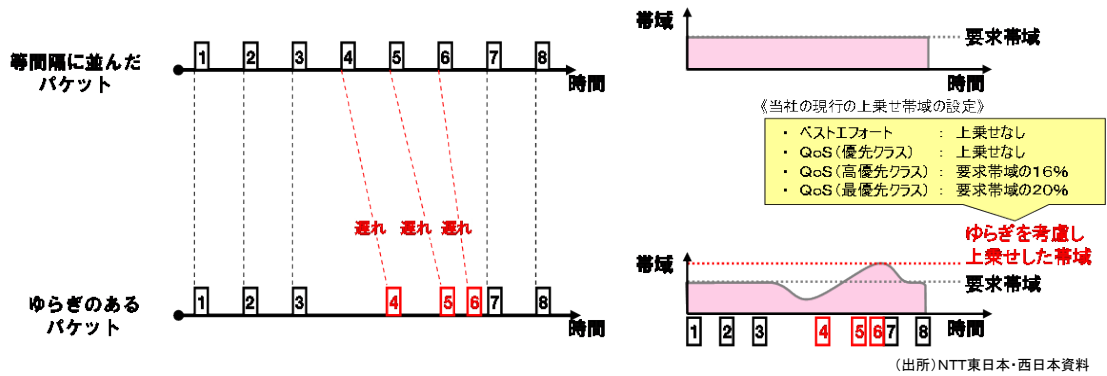 等間隔に並んだ
パケット
1 2 3 4 5 6 7 8
時間
遅れ 遅れ 遅れ
ゆらぎのある
パケット
1 2 3 4 5 6 7 8
時間
帯域
要求帯域
時間
《当社の現行の上乗せ帯域の設定》
・ ベストエフォート : 上乗せなし
・ QoS(優先クラス) : 上乗せなし
・ QoS(高優先クラス) : 要求帯域の16%
・ QoS(最優先クラス) : 要求帯域の20%
ゆらぎを考慮し
上乗せした帯域
帯域
要求帯域
1 2 3 4 5 6 7 8
時間
(出所)NTT東日本・西日本資料